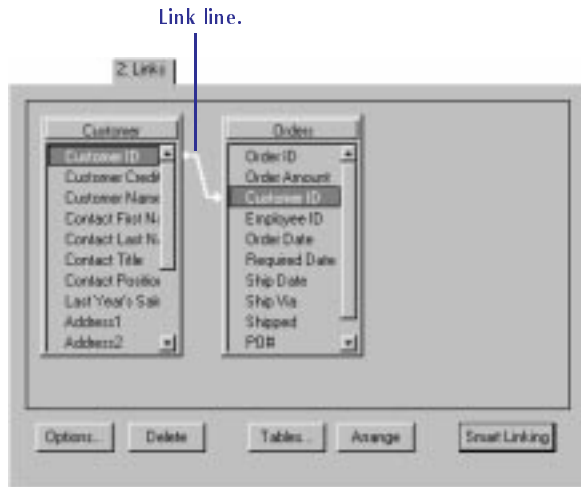 Link line.
2: Links
Customer
Customer ID
Customer Credit
Customer Name
Contact First N
Contact Last N
Contact Title
Contact Position
Last Year's Sale
Address1
Address2
Orders
Order ID
Order Amount
Customer ID
Employee ID
Order Date
Required Date
Ship Date
Ship Via
Shipped
PO#
Options...
Delete
Tables...
Arrange
Smart Linking